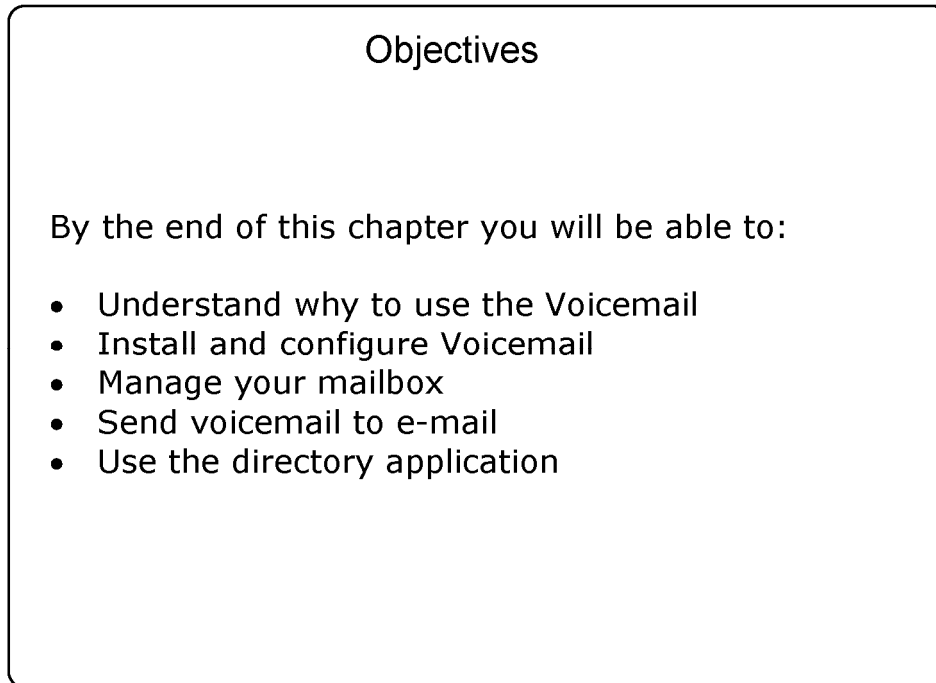 Objectives
By the end of this chapter you will be able to:
• Understand why to use the Voicemail
• Install and configure Voicemail
• Manage your mailbox
• Send voicemail to e-mail
• Use the directory application